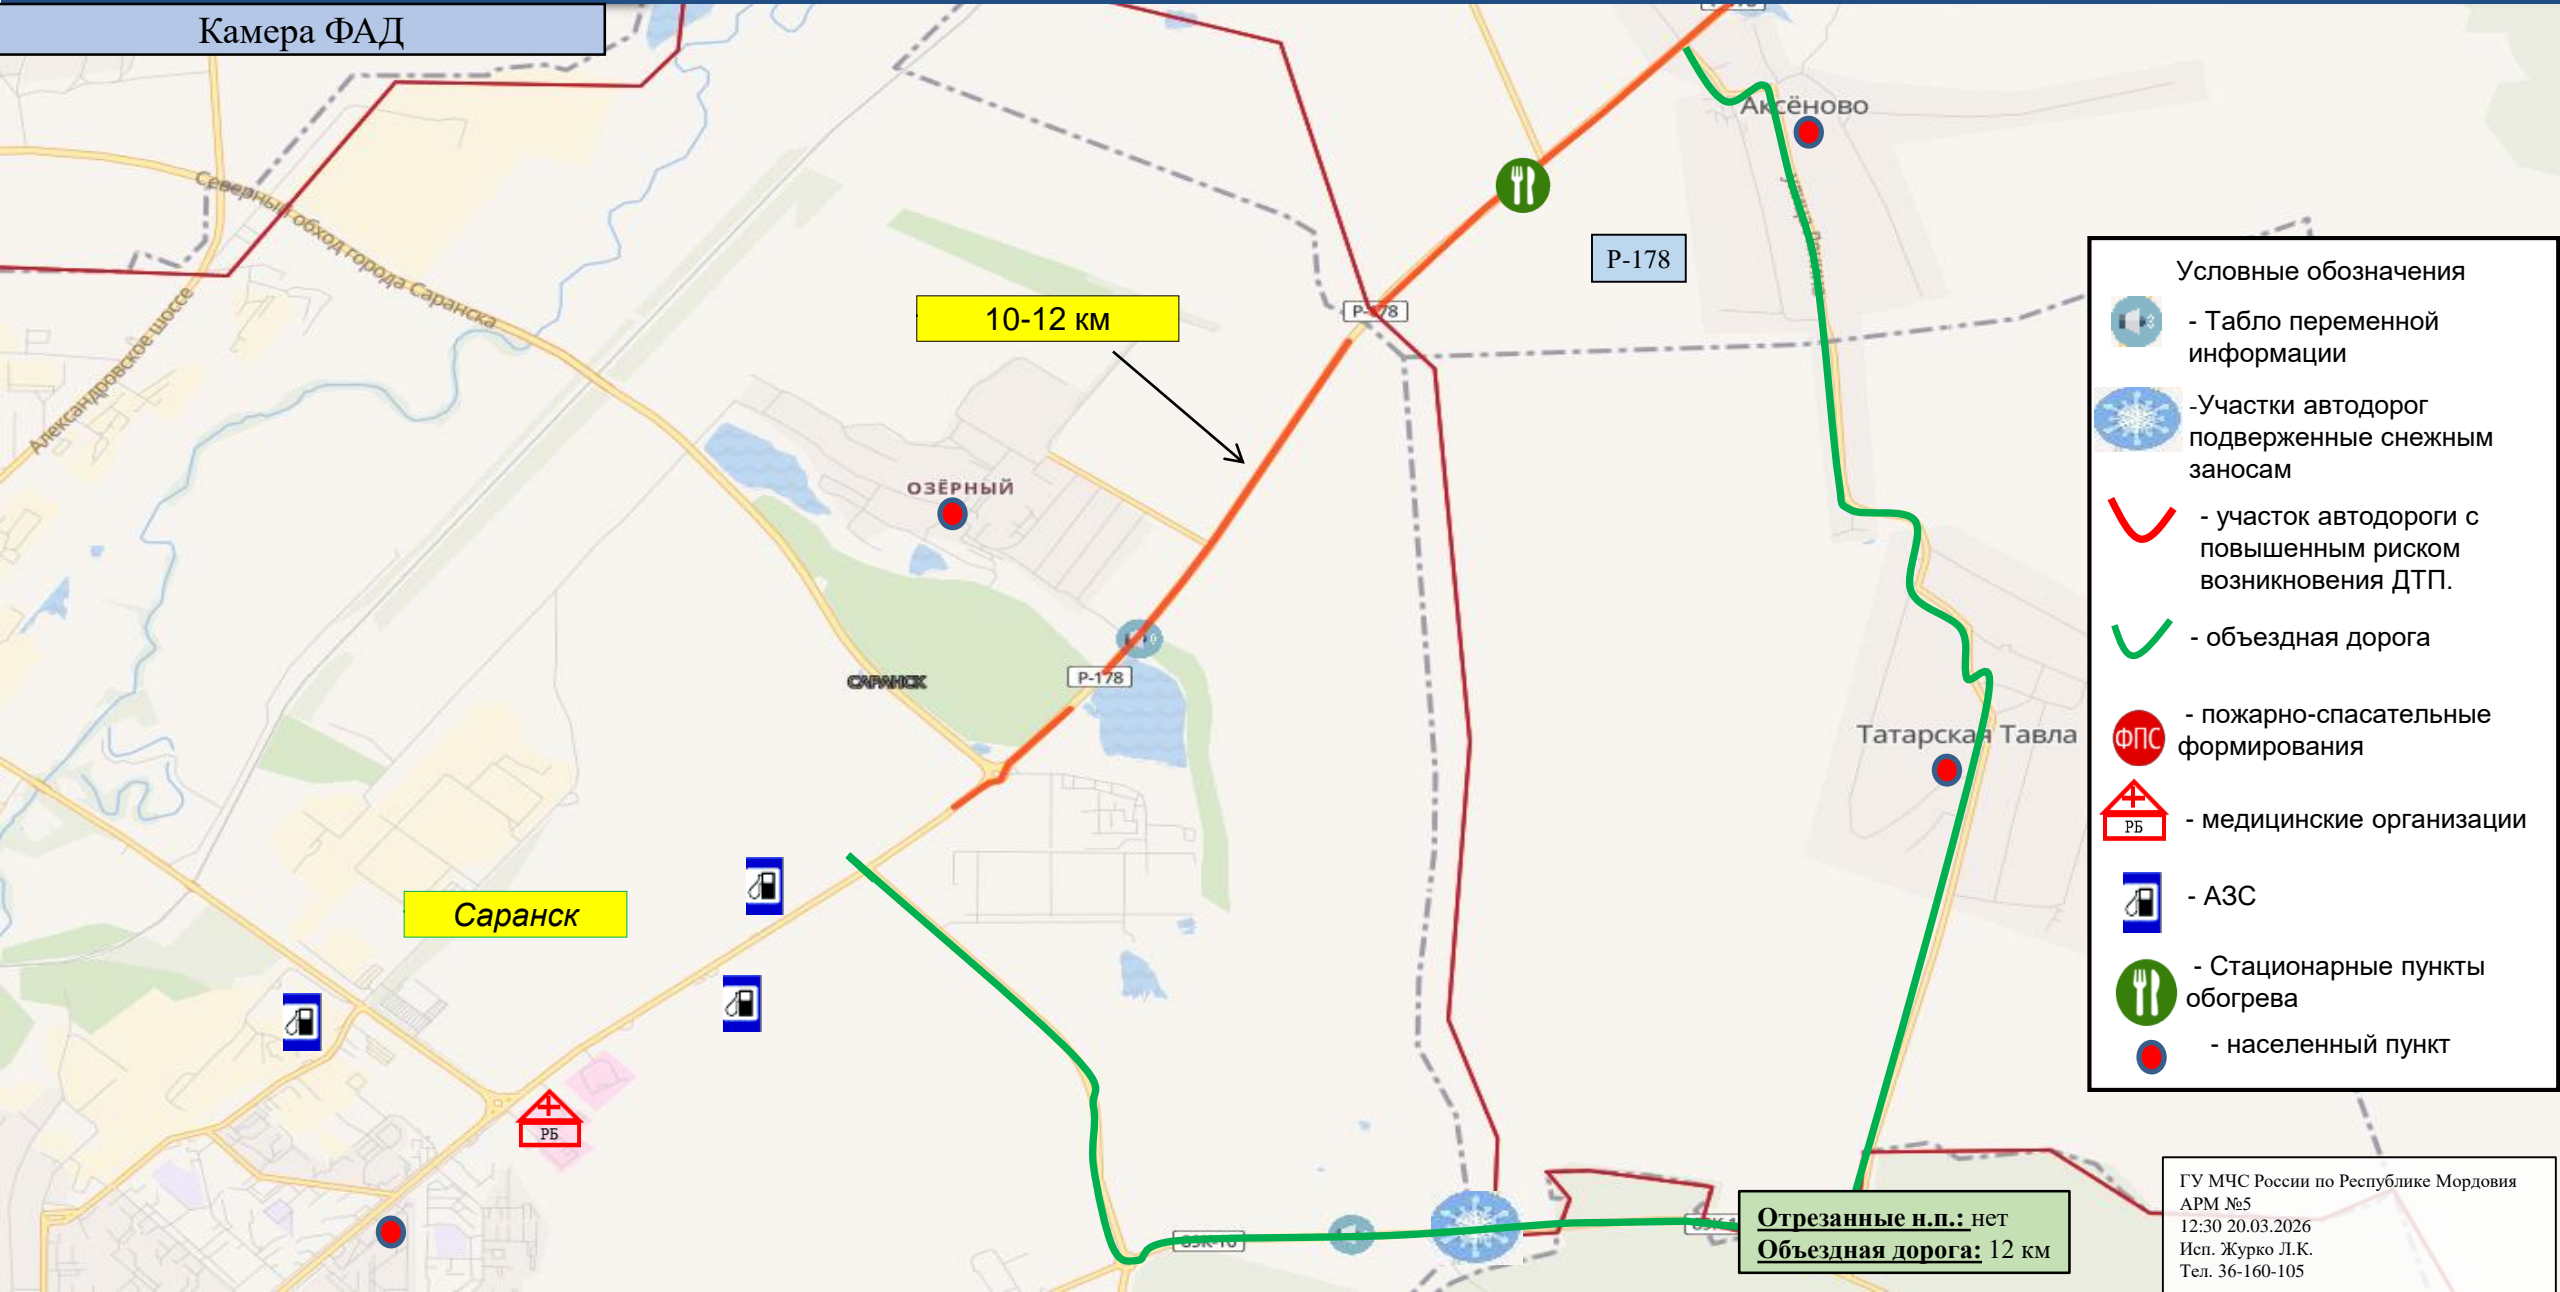 Камера ФАД
Р-178
Аксёново
улица Ленина
Р-178
10-12 км
Р-178
Северный обход города Саранска
Александровское шоссе
ОЗЁРНЫЙ
САРАНСК
Р-178
Татарская Тавла
Саранск
РБ
Условные обозначения
- Табло переменной
информации
-Участки автодорог
подверженные снежным
заносам
- участок автодороги с
повышенным риском
возникновения ДТП.
- объездная дорога
ФПС
- пожарно-спасательные
формирования
РБ
- медицинские организации
- АЗС
- Стационарные пункты
обогрева
- населенный пункт
Отрезанные н.п.: нет
Объездная дорога: 12 км
ГУ МЧС России по Республике Мордовия
АРМ №5
12:30 20.03.2026
Исп. Журко Л.К.
Тел. 36-160-105